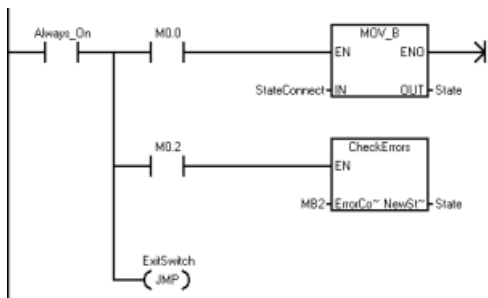 Always_On M0.0 MOV_B
EN ENO
StateConnect IN OUT State
M0.2 CheckErrors
EN
MB2 ErrorCo~ NewSt~ State
ExitSwitch
JMP